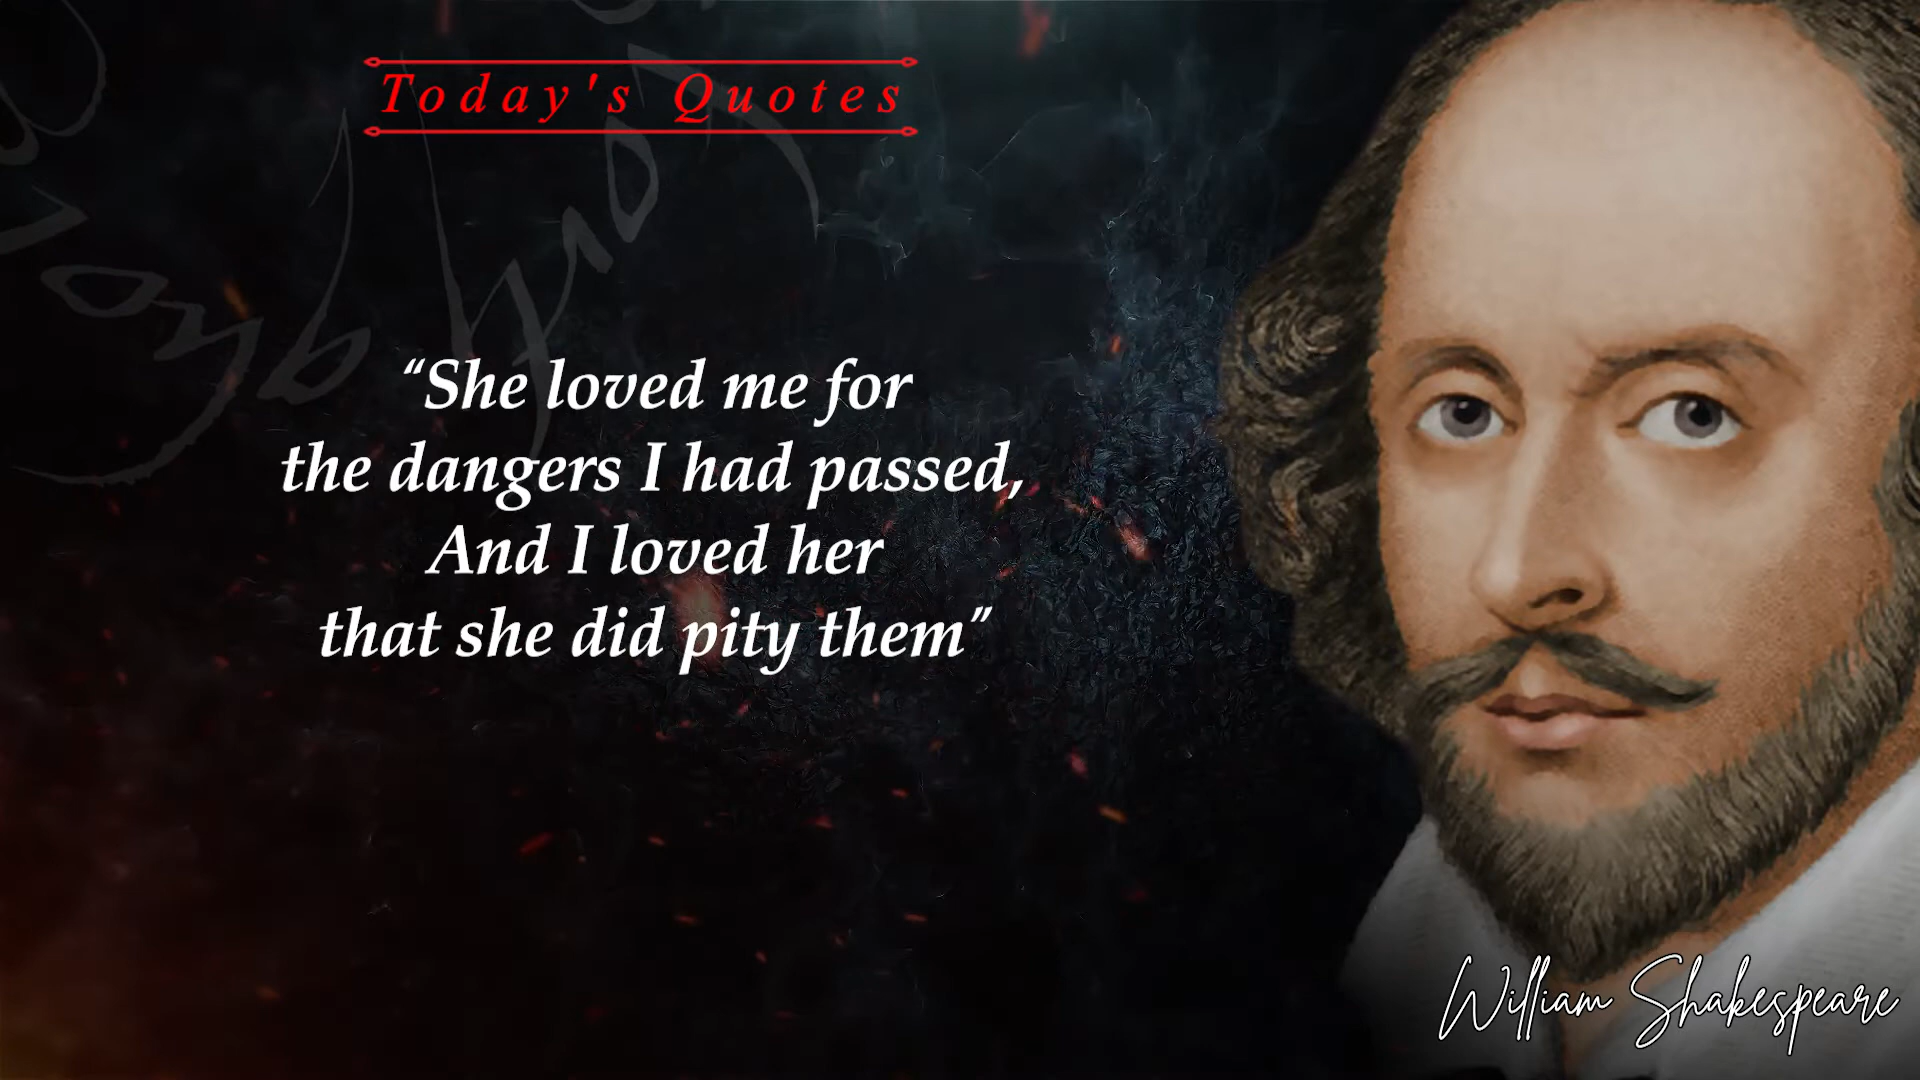 Today's Quotes
“She loved me for
the dangers I had passed,
And I loved her
that she did pity them”
William Shakespeare